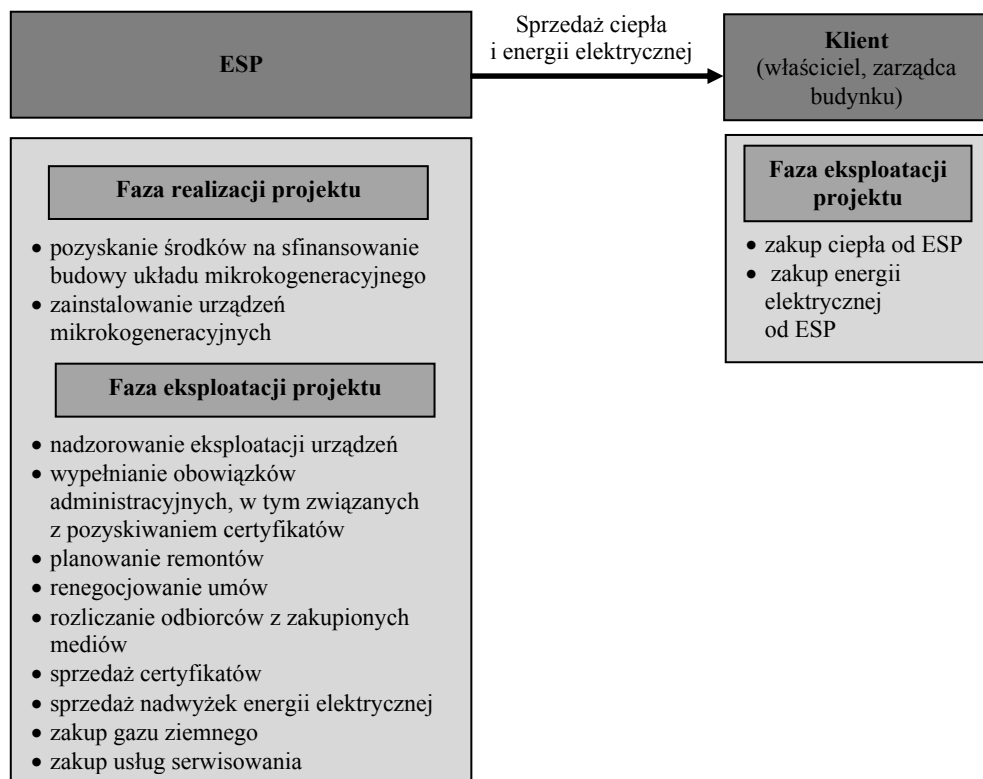 ESP
Sprzedaż ciepła
i energii elektrycznej
Klient
(właściciel, zarządca
budynku)
Faza realizacji projektu
• pozyskanie środków na sfinansowanie
budowy układu mikrokogeneracyjnego
• zainstalowanie urządzeń
mikrokogeneracyjnych
Faza eksploatacji projektu
• nadzorowanie eksploatacji urządzeń
• wypełnianie obowiązków
administracyjnych, w tym związanych
z pozyskiwaniem certyfikatów
• planowanie remontów
• renegocjowanie umów
• rozliczanie odbiorców z zakupionych
mediów
• sprzedaż certyfikatów
• sprzedaż nadwyżek energii elektrycznej
• zakup gazu ziemnego
• zakup usług serwisowania
Faza eksploatacji
projektu
• zakup ciepła od ESP
• zakup energii
elektrycznej
od ESP